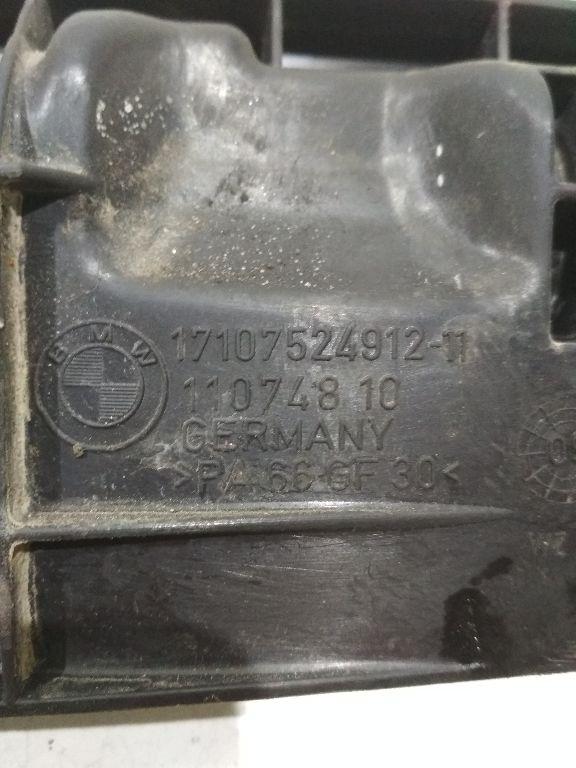 BMW
17107524912-11
110748 10
GERMANY
>PA 66 GF 30<